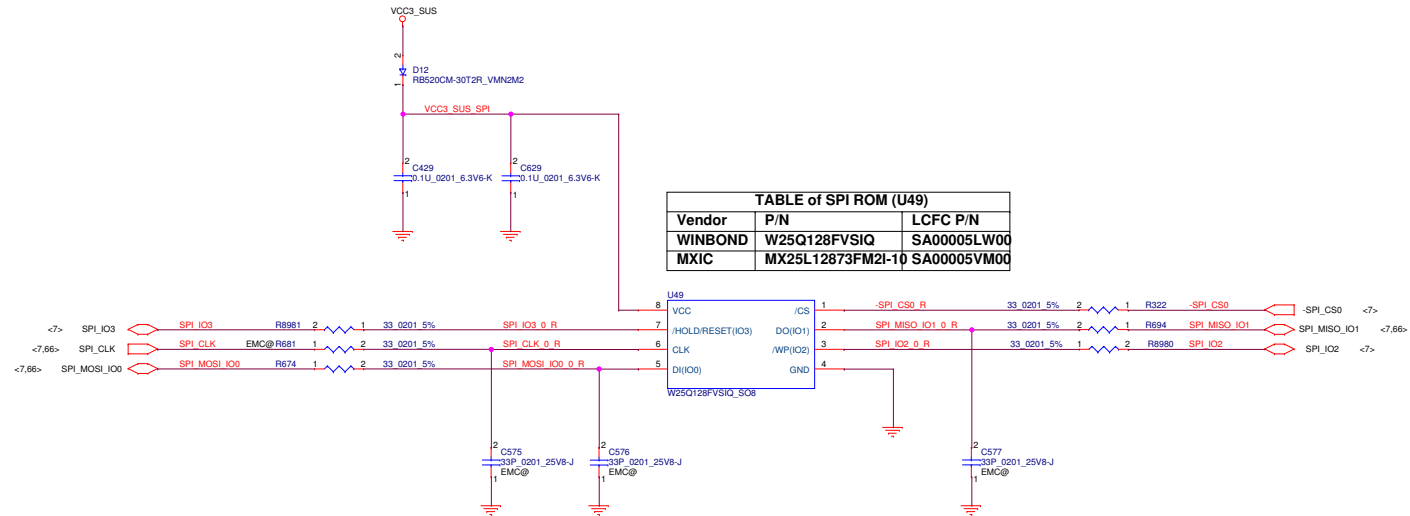 VCC3_SUS
2
D12
RB520CM-30T2R_VMN2M2
1
VCC3_SUS_SPI
2
C429
0.1U_0201_6.3V6-K
1
2
C629
0.1U_0201_6.3V6-K
1
TABLE of SPI ROM (U49)
Vendor P/N LCFC P/N
WINBOND W25Q128FVSIQ SA00005LW00
MXIC MX25L12873FM2I-10 SA00005VM00
U49
8 VCC /CS 1 -SPI_CS0_R 33_0201_5% 2 1 R322 -SPI_CS0 -SPI_CS0 <7>
<7> SPI_IO3 SPI_IO3 R8981 2 1 33_0201_5% SPI_IO3_0_R 7 /HOLD/RESET(IO3) DO(IO1) 2 SPI_MISO_IO1_0_R 33_0201_5% 2 1 R694 SPI_MISO_IO1 SPI_MISO_IO1 <7,66>
<7,66> SPI_CLK SPI_CLK EMC@ R681 1 2 33_0201_5% SPI_CLK_0_R 6 CLK /WP(IO2) 3 SPI_IO2_0_R 33_0201_5% 1 2 R8980 SPI_IO2 SPI_IO2 <7>
<7,66> SPI_MOSI_IO0 SPI_MOSI_IO0 R674 1 2 33_0201_5% SPI_MOSI_IO0_0_R 5 DI(IO0) GND 4
W25Q128FVSIQ_SO8
2
C575
33P_0201_25V8-J
EMC@
1
2
C576
33P_0201_25V8-J
EMC@
1
2
C577
33P_0201_25V8-J
EMC@
1